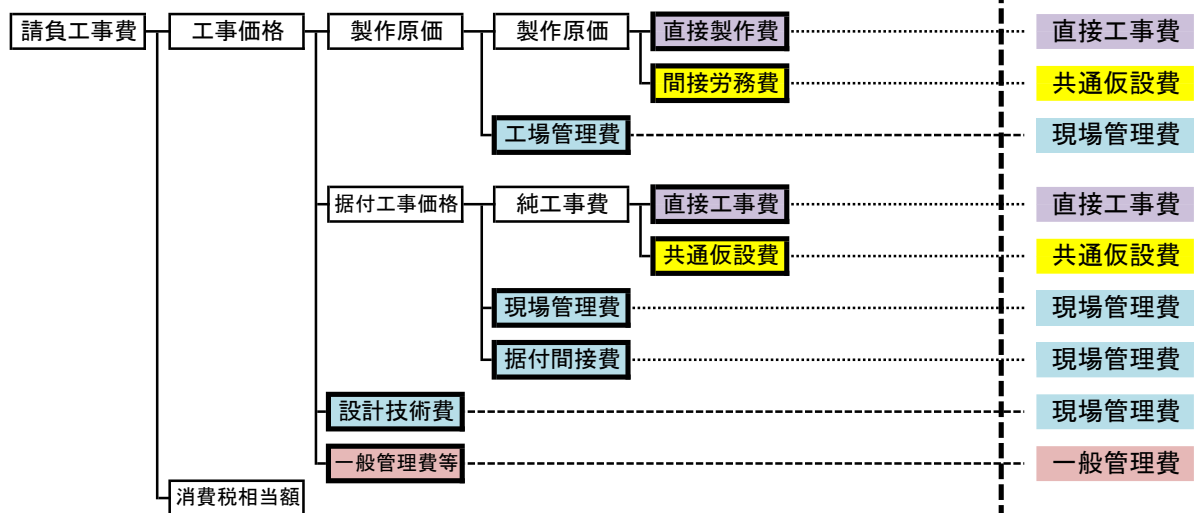 請負工事費 工事価格 製作原価 製作原価 直接製作費 直接工事費
間接労務費 共通仮設費
工場管理費 現場管理費
据付工事価格 純工事費 直接工事費 直接工事費
共通仮設費 共通仮設費
現場管理費 現場管理費
据付間接費 現場管理費
設計技術費 現場管理費
一般管理費等 一般管理費
消費税相当額